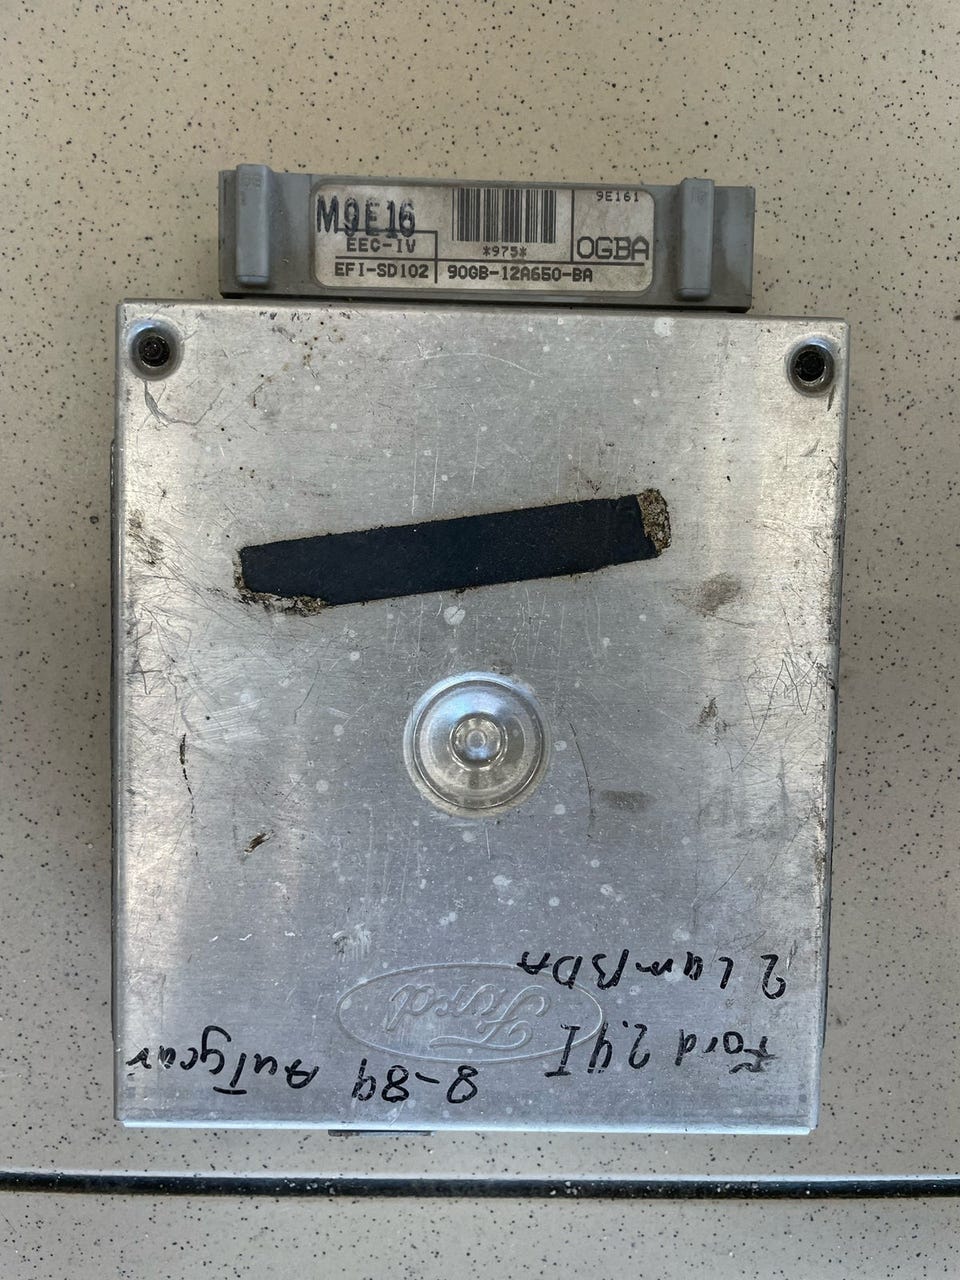 M9E16
9E161
EEC-IV
*975*
OGBA
EFI-SD102
90GB-12A650-BA
Ford 2.4I
8-89 Autycar
2 LamBDA
Ford